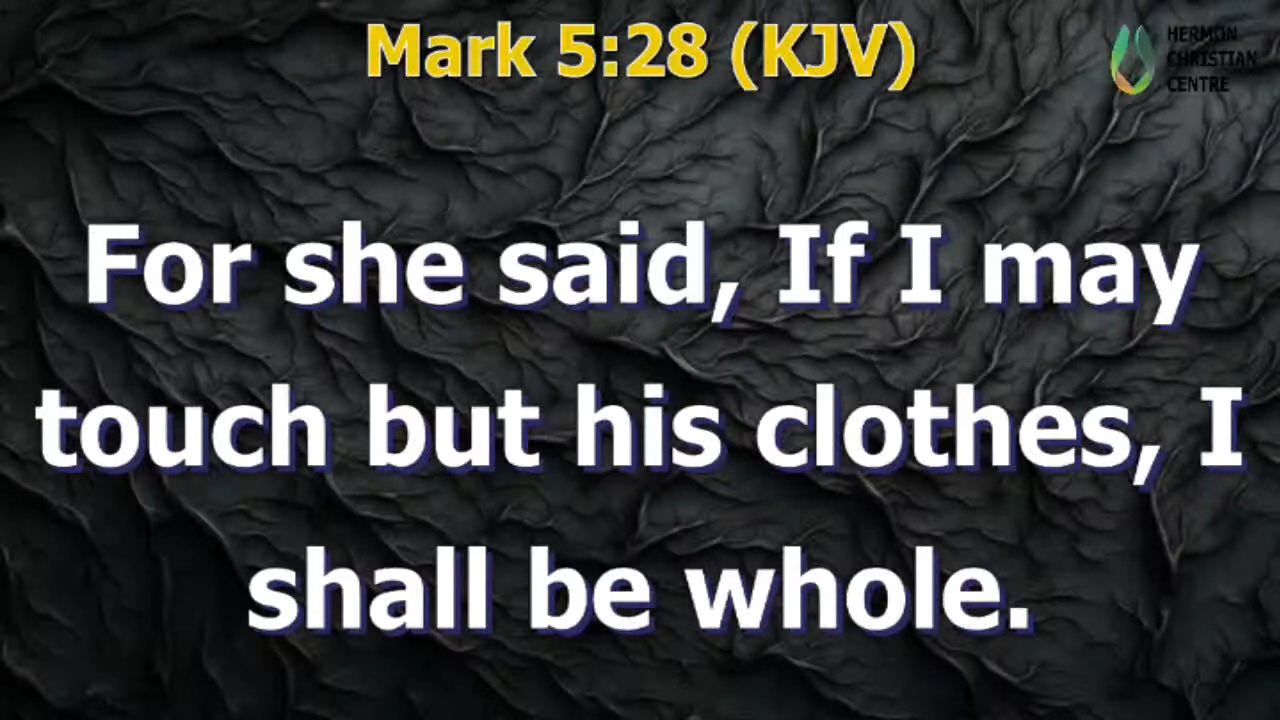 Mark 5:28 (KJV)
HERMON
CHRISTIAN
CENTRE
For she said, If I may
touch but his clothes, I
shall be whole.